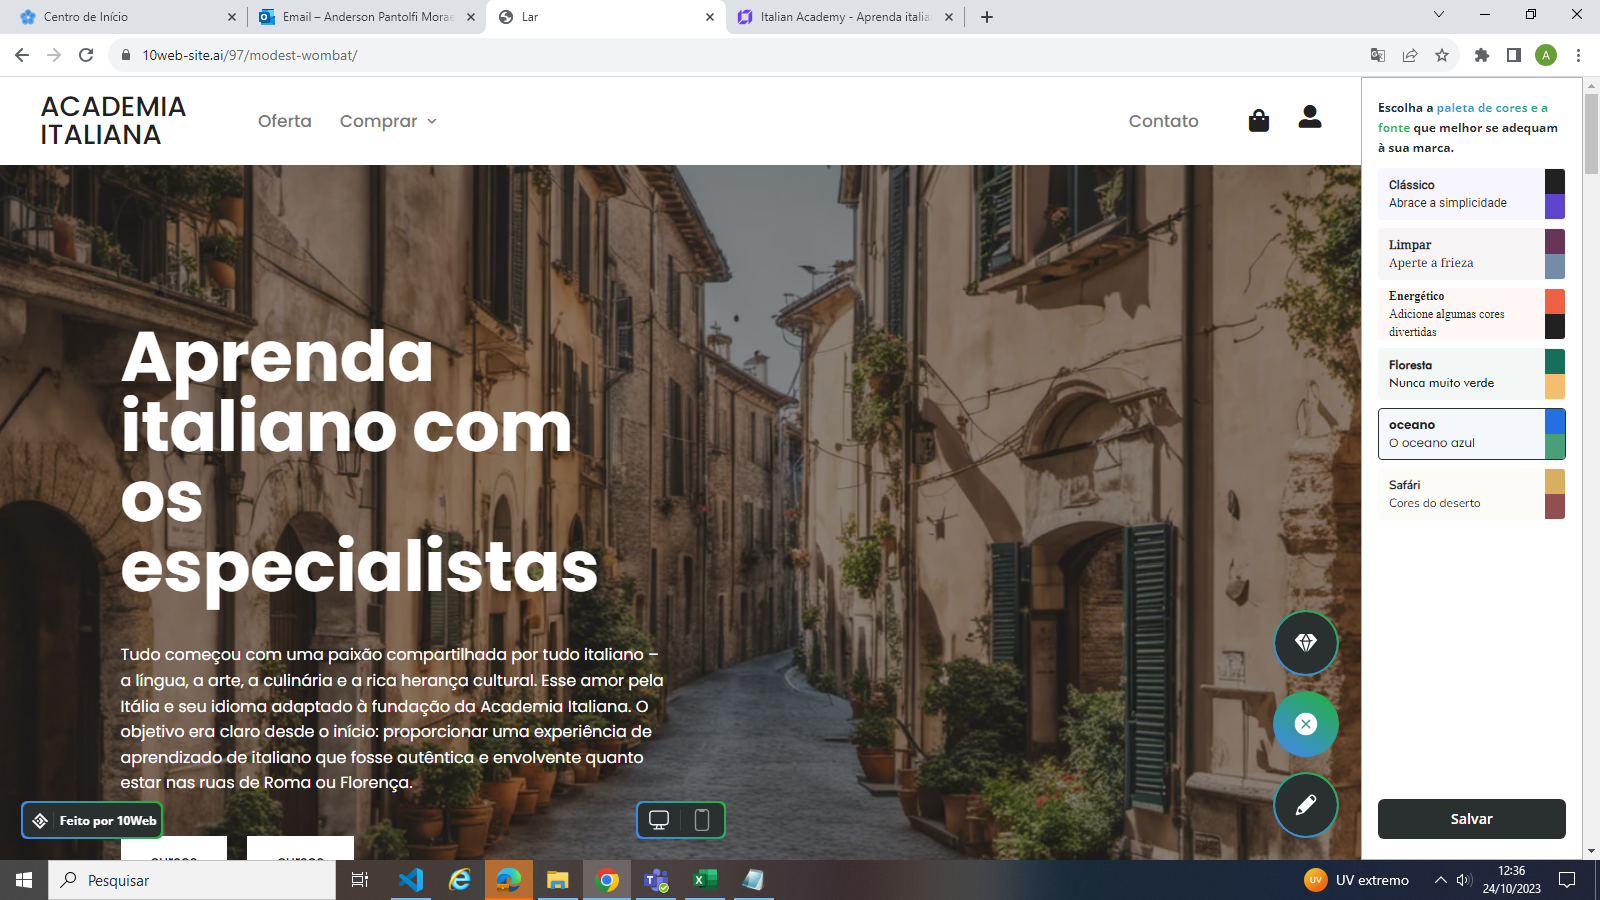 Centro de Início
Email – Anderson Pantolfi Morae
Lar
Italian Academy - Aprenda italia
10web-site.ai/97/modest-wombat/
A
ACADEMIA
ITALIANA
Oferta
Comprar
Contato
Aprenda
italiano com
os
especialistas
Tudo começou com uma paixão compartilhada por tudo italiano –
a língua, a arte, a culinária e a rica herança cultural. Esse amor pela
Itália e seu idioma adaptado à fundação da Academia Italiana. O
objetivo era claro desde o início: proporcionar uma experiência de
aprendizado de italiano que fosse autêntica e envolvente quanto
estar nas ruas de Roma ou Florença.
Feito por 10Web
Escolha a paleta de cores e a
fonte que melhor se adequam
à sua marca.
Clássico
Abrace a simplicidade
Limpar
Aperte a frieza
Energético
Adicione algumas cores
divertidas
Floresta
Nunca muito verde
oceano
O oceano azul
Safári
Cores do deserto
Salvar
Pesquisar
UV
UV extremo
12:36
24/10/2023